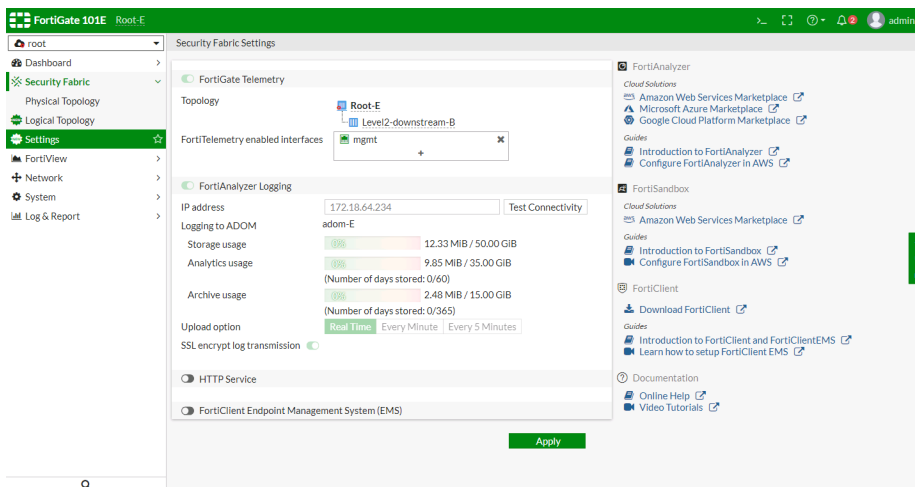 FortiGate 101E Root-E
>_ 2 admin
root
Dashboard
Security Fabric
Physical Topology
Logical Topology
Settings
FortiView
Network
System
Log & Report
Security Fabric Settings
FortiGate Telemetry
Topology
Root-E
Level2-downstream-B
FortiTelemetry enabled interfaces mgmt
+
FortiAnalyzer Logging
IP address 172.18.64.234 Test Connectivity
Logging to ADOM adom-E
Storage usage 0% 12.33 MiB / 50.00 GiB
Analytics usage 0% 9.85 MiB / 35.00 GiB
(Number of days stored: 0/60)
Archive usage 0% 2.48 MiB / 15.00 GiB
(Number of days stored: 0/365)
Upload option Real Time Every Minute Every 5 Minutes
SSL encrypt log transmission
HTTP Service
FortiClient Endpoint Management System (EMS)
Apply
FortiAnalyzer
Cloud Solutions
aws Amazon Web Services Marketplace
Microsoft Azure Marketplace
Google Cloud Platform Marketplace
Guides
Introduction to FortiAnalyzer
Configure FortiAnalyzer in AWS
FortiSandbox
Cloud Solutions
aws Amazon Web Services Marketplace
Guides
Introduction to FortiSandbox
Configure FortiSandbox in AWS
FortiClient
Download FortiClient
Guides
Introduction to FortiClient and FortiClientEMS
Learn how to setup FortiClient EMS
Documentation
Online Help
Video Tutorials